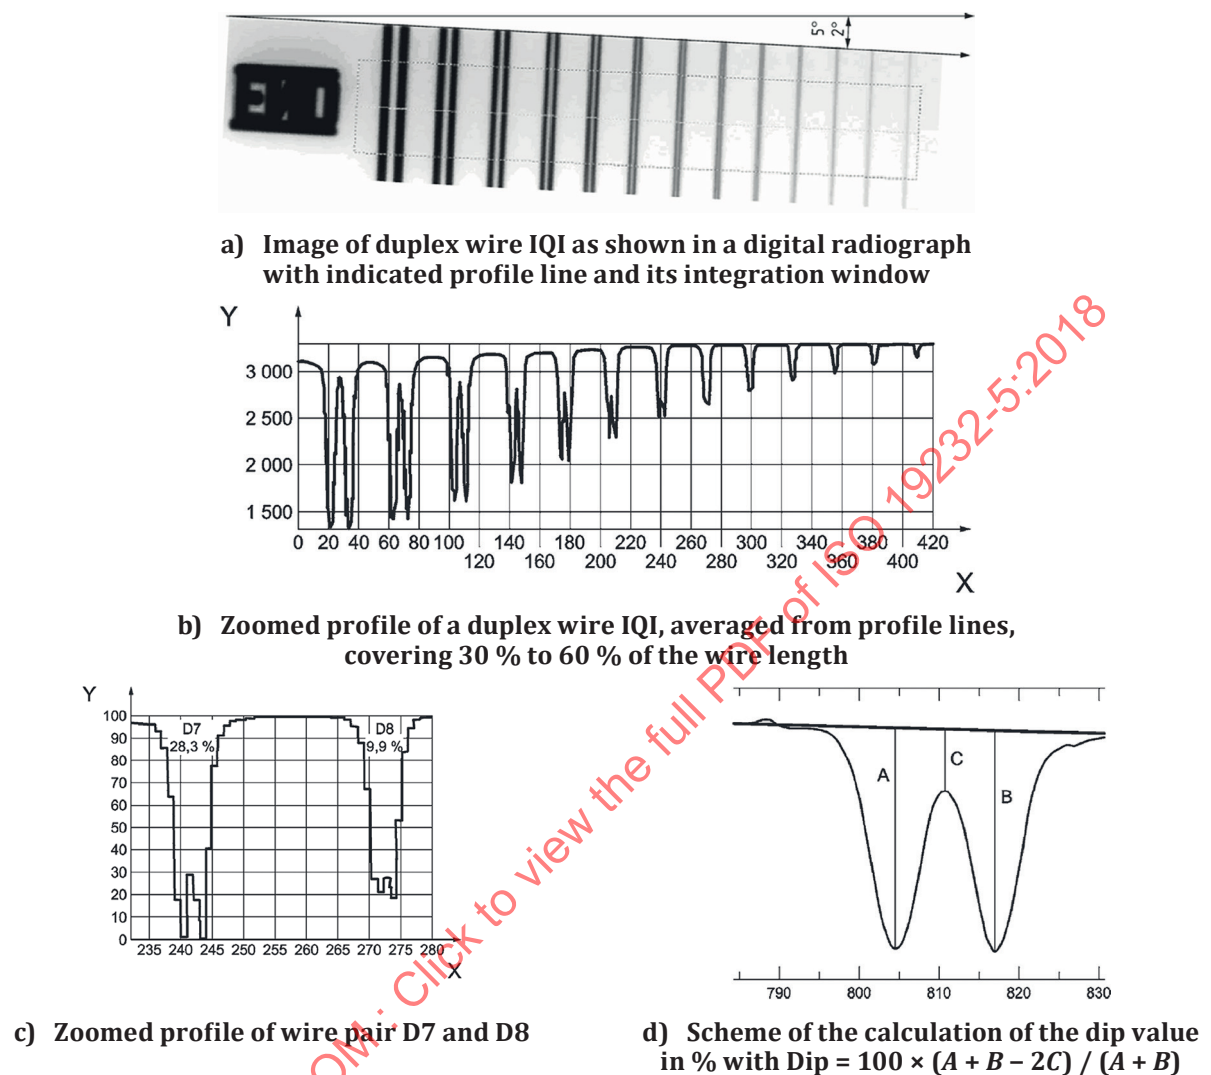 5°
2°
a) Image of duplex wire IQI as shown in a digital radiograph
with indicated profile line and its integration window
Y
3 000
2 500
2 000
1 500
0 20 40 60 80 100 140 180 220 260 300 340 380 420
120 160 200 240 280 320 360 400
X
b) Zoomed profile of a duplex wire IQI, averaged from profile lines,
covering 30 % to 60 % of the wire length
Y
100
90
80
70
60
50
40
30
20
10
0
D7
28,3 %
D8
9,9 %
235 240 245 250 255 260 265 270 275 280
X
A
C
B
790 800 810 820 830
c) Zoomed profile of wire pair D7 and D8
d) Scheme of the calculation of the dip value
in % with Dip = 100 × (A + B − 2C) / (A + B)
OM : Click to view the full PDF of ISO 19232-5:2018